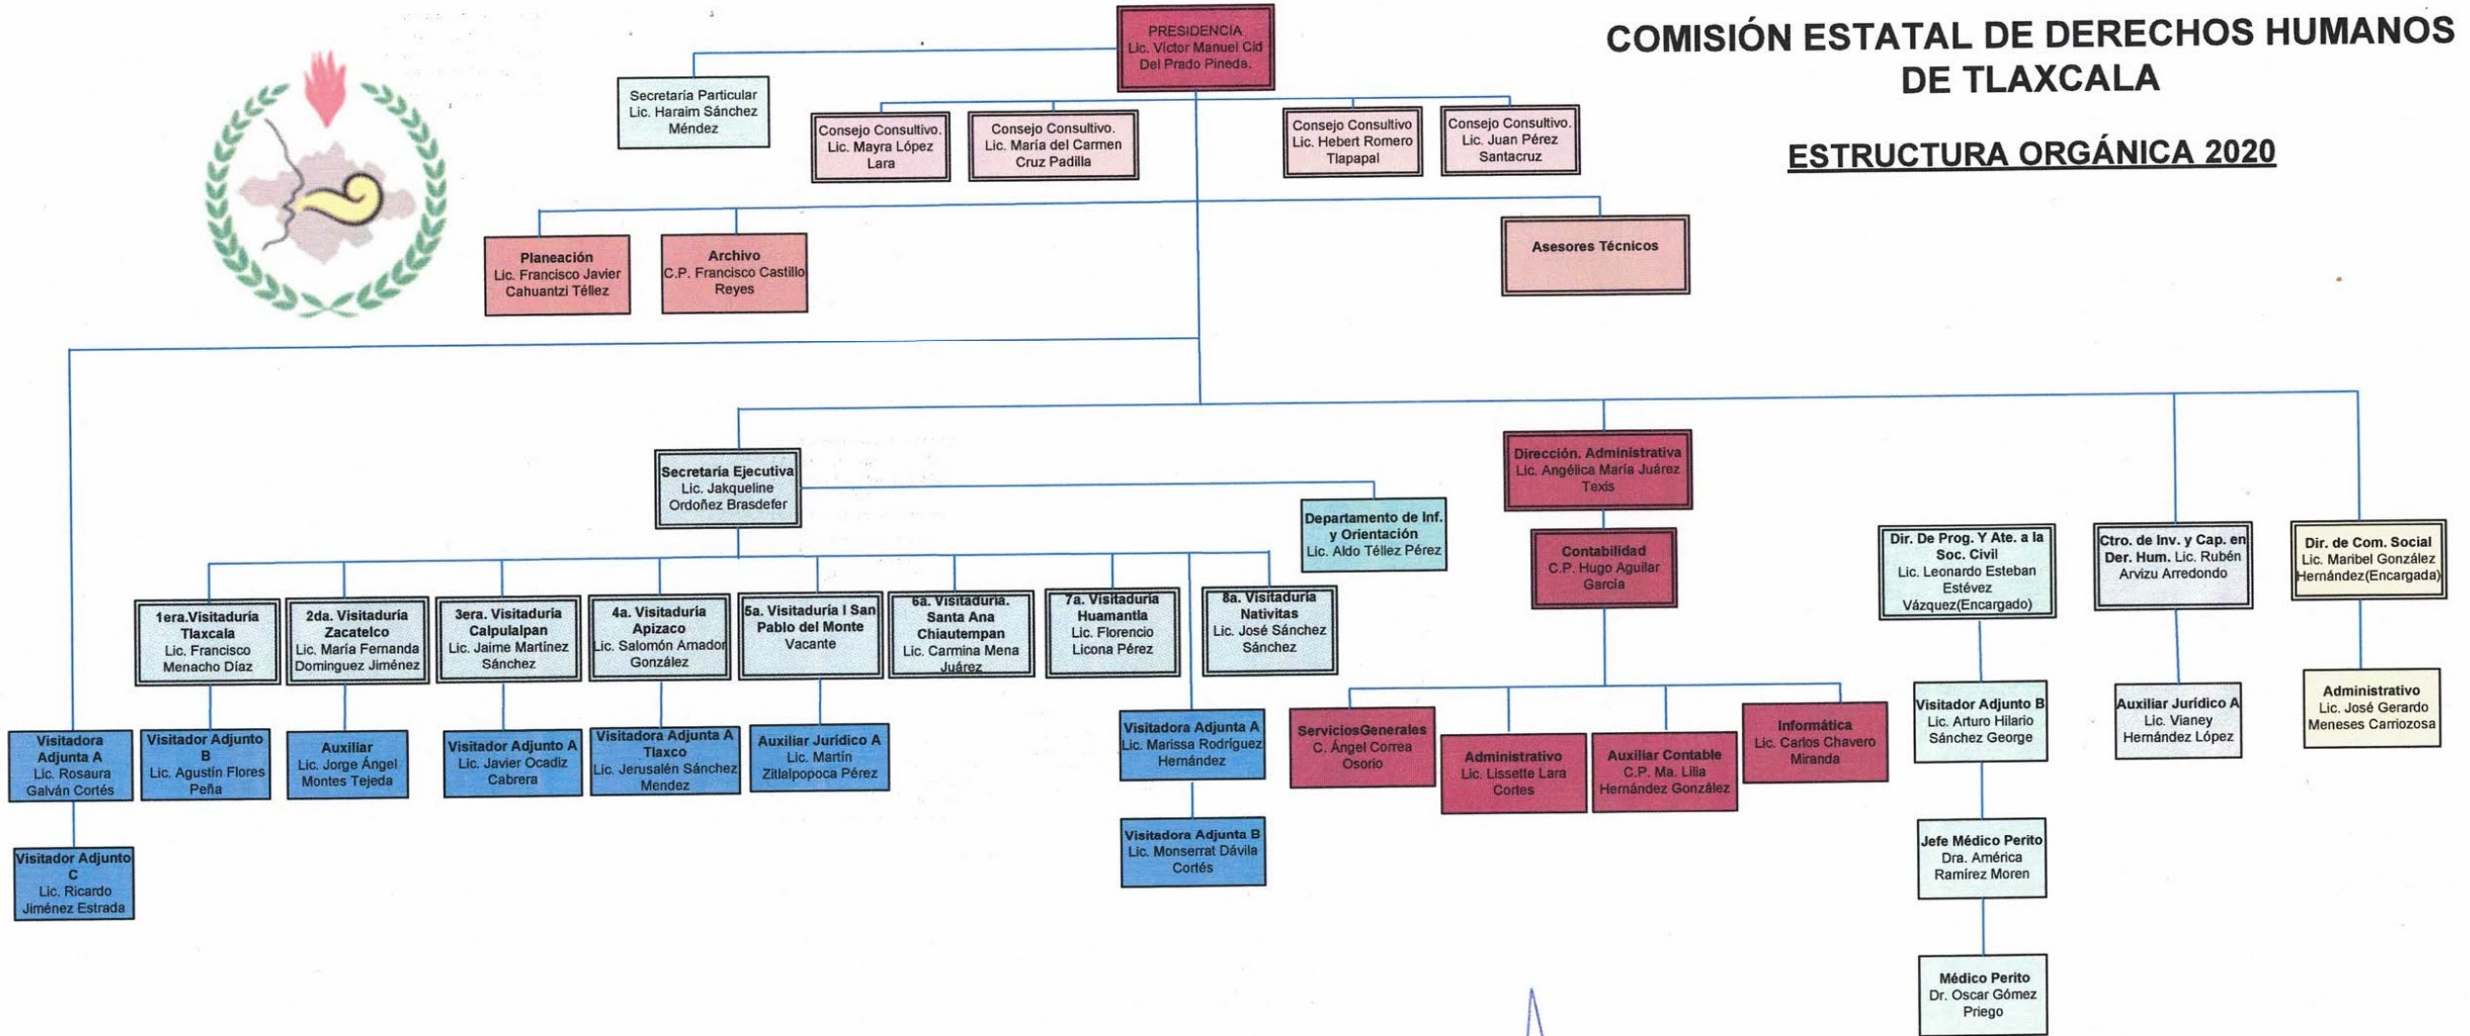 COMISIÓN ESTATAL DE DERECHOS HUMANOS
DE TLAXCALA
ESTRUCTURA ORGÁNICA 2020
PRESIDENCIA
Lic. Víctor Manuel Cid
Del Prado Pineda.
Secretaría Particular
Lic. Haraim Sánchez
Méndez
Consejo Consultivo.
Lic. Mayra López
Lara
Consejo Consultivo.
Lic. María del Carmen
Cruz Padilla
Consejo Consultivo
Lic. Hebert Romero
Tlapapal
Consejo Consultivo.
Lic. Juan Pérez
Santacruz
Planeación
Lic. Francisco Javier
Cahuantzi Téllez
Archivo
C.P. Francisco Castillo
Reyes
Asesores Técnicos
Secretaría Ejecutiva
Lic. Jakqueline
Ordoñez Brasdefer
Departamento de Inf.
y Orientación
Lic. Aldo Téllez Pérez
Dirección. Administrativa
Lic. Angélica María Juárez
Texis
Contabilidad
C.P. Hugo Aguilar
García
Dir. De Prog. Y Ate. a la
Soc. Civil
Lic. Leonardo Esteban
Estévez
Vázquez(Encargado)
Ctro. de Inv. y Cap. en
Der. Hum. Lic. Rubén
Arvizu Arredondo
Dir. de Com. Social
Lic. Maribel González
Hernández(Encargada)
1era.Visitaduría
Tlaxcala
Lic. Francisco
Menacho Díaz
2da. Visitaduría
Zacatelco
Lic. María Fernanda
Dominguez Jiménez
3era. Visitaduría
Calpulalpan
Lic. Jaime Martínez
Sánchez
4a. Visitaduría
Apizaco
Lic. Salomón Amador
González
5a. Visitaduría I San
Pablo del Monte
Vacante
6a. Visitaduría.
Santa Ana
Chiautempan
Lic. Carmina Mena
Juárez
7a. Visitaduría
Huamantla
Lic. Florencio
Licona Pérez
8a. Visitaduría
Nativitas
Lic. José Sánchez
Sánchez
Visitadora
Adjunta A
Lic. Rosaura
Galván Cortés
Visitador Adjunto
B
Lic. Agustín Flores
Peña
Auxiliar
Lic. Jorge Ángel
Montes Tejeda
Visitador Adjunto A
Lic. Javier Ocadiz
Cabrera
Visitadora Adjunta A
Tlaxco
Lic. Jerusalén Sánchez
Mendez
Auxiliar Jurídico A
Lic. Martín
Zitlalpopoca Pérez
Visitadora Adjunta A
Lic. Marissa Rodríguez
Hernández
ServiciosGenerales
C. Ángel Correa
Osorio
Administrativo
Lic. Lissette Lara
Cortes
Auxiliar Contable
C.P. Ma. Lilia
Hernández González
Informática
Lic. Carlos Chavero
Miranda
Visitador Adjunto B
Lic. Arturo Hilario
Sánchez George
Auxiliar Jurídico A
Lic. Vianey
Hernández López
Administrativo
Lic. José Gerardo
Meneses Carriozosa
Visitador Adjunto
C
Lic. Ricardo
Jiménez Estrada
Visitadora Adjunta B
Lic. Monserrat Dávila
Cortés
Jefe Médico Perito
Dra. América
Ramírez Moren
Médico Perito
Dr. Oscar Gómez
Priego